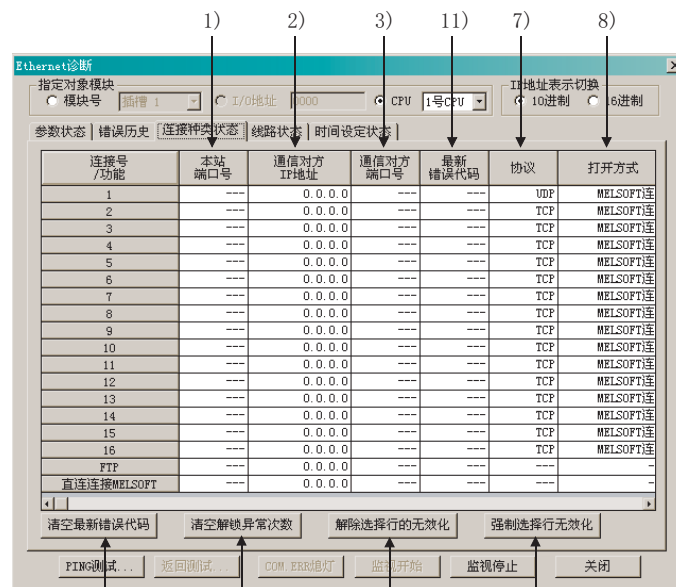 1) 2) 3) 11) 7) 8)
Ethernet诊断
指定对象模块 IP地址表示切换
模块号 插槽 1 I/O地址 0000 CPU 1号CPU 10进制 16进制
参数状态 错误历史 连接种类状态 线路状态 时间设定状态
连接号 本站 通信对方 通信对方 最新 协议 打开方式
/功能 端口号 IP地址 端口号 错误代码
1 --- 0.0.0.0 --- --- UDP MELSOFT连
2 --- 0.0.0.0 --- --- TCP MELSOFT连
3 --- 0.0.0.0 --- --- TCP MELSOFT连
4 --- 0.0.0.0 --- --- TCP MELSOFT连
5 --- 0.0.0.0 --- --- TCP MELSOFT连
6 --- 0.0.0.0 --- --- TCP MELSOFT连
7 --- 0.0.0.0 --- --- TCP MELSOFT连
8 --- 0.0.0.0 --- --- TCP MELSOFT连
9 --- 0.0.0.0 --- --- TCP MELSOFT连
10 --- 0.0.0.0 --- --- TCP MELSOFT连
11 --- 0.0.0.0 --- --- TCP MELSOFT连
12 --- 0.0.0.0 --- --- TCP MELSOFT连
13 --- 0.0.0.0 --- --- TCP MELSOFT连
14 --- 0.0.0.0 --- --- TCP MELSOFT连
15 --- 0.0.0.0 --- --- TCP MELSOFT连
16 --- 0.0.0.0 --- --- TCP MELSOFT连
FTP --- 0.0.0.0 --- --- --- -
直连连接MELSOFT --- 0.0.0.0 --- --- --- -
清空最新错误代码 清空解锁异常次数 解除选择行的无效化 强制选择行无效化
PING测试... 返回测试... COM.ERR熄灯 监视开始 监视停止 关闭